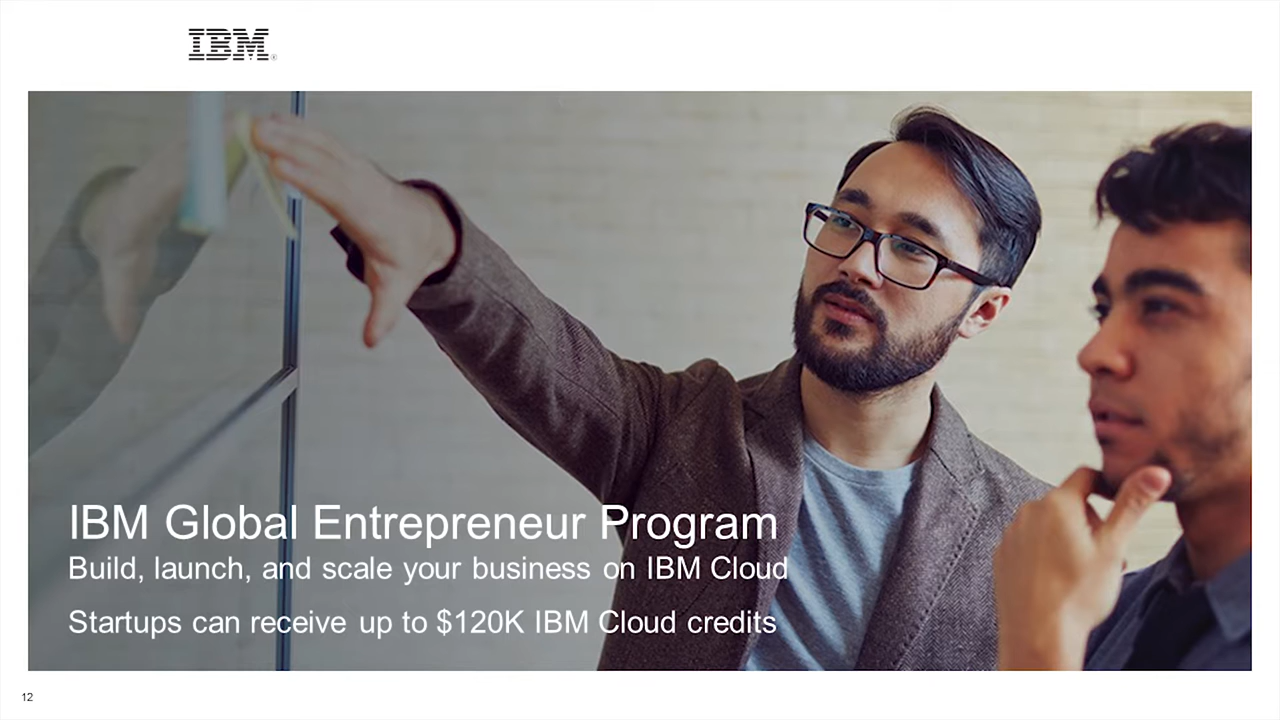 IBM®
IBM Global Entrepreneur Program
Build, launch, and scale your business on IBM Cloud
Startups can receive up to $120K IBM Cloud credits
12